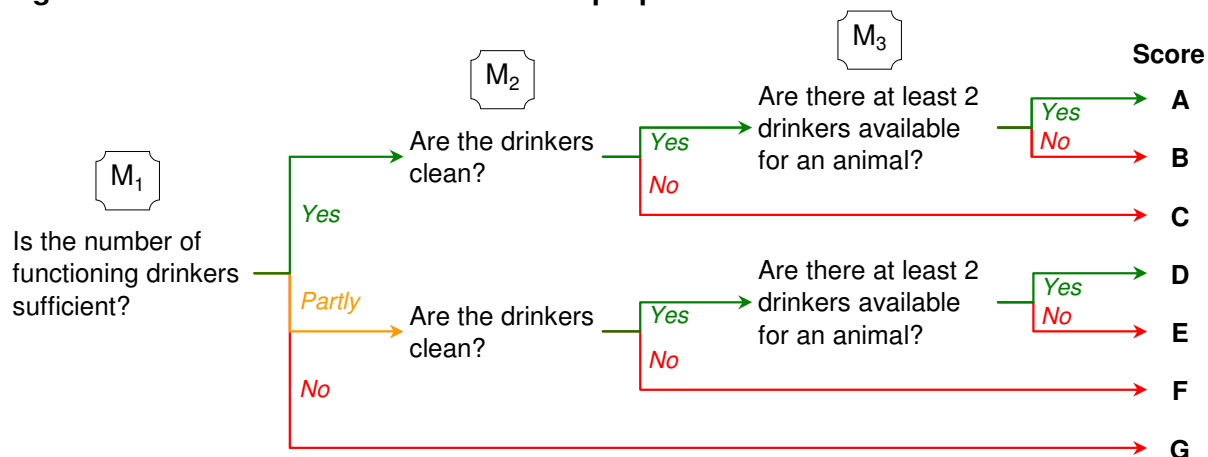 M3
Score
M2
Are there at least 2
drinkers available
for an animal?
Yes
No
A
B
Are the drinkers
clean?
Yes
No
C
M1
Is the number of
functioning drinkers
sufficient?
Yes
Partly
No
Are there at least 2
drinkers available
for an animal?
Yes
No
D
E
Are the drinkers
clean?
Yes
No
F
G